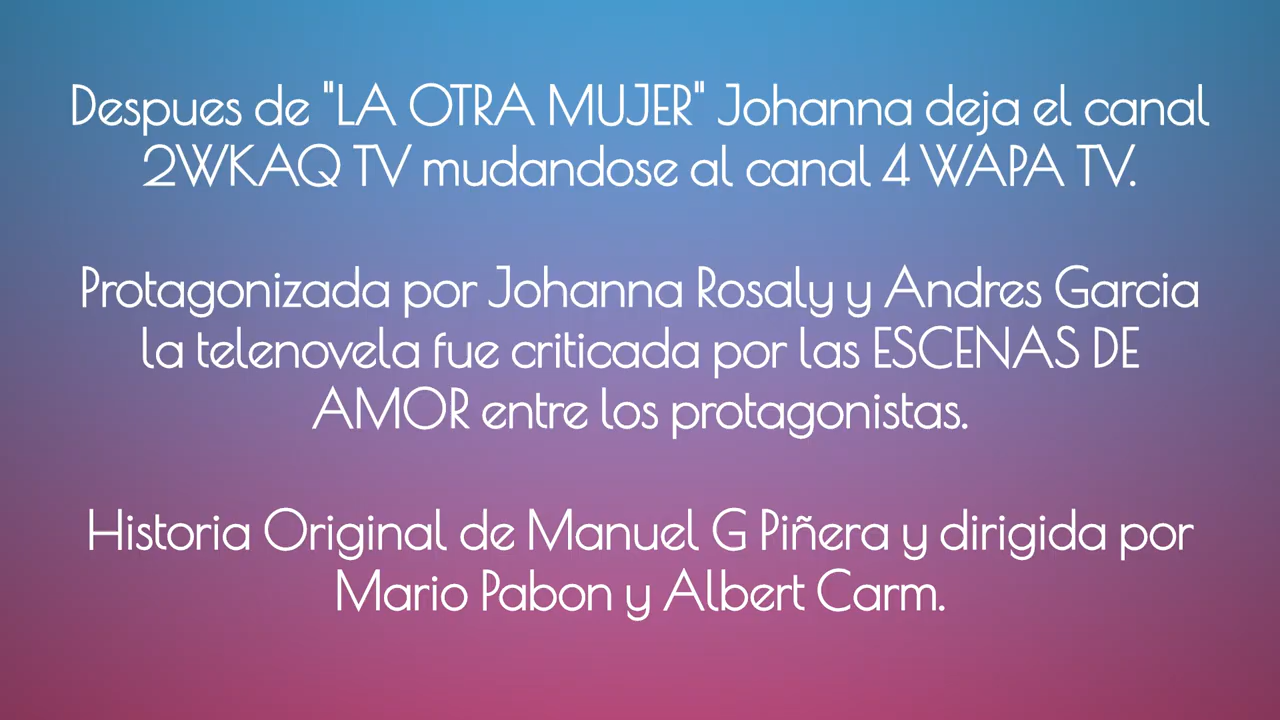 Despues de "LA OTRA MUJER" Johanna deja el canal
2WKAQ TV mudandose al canal 4 WAPA TV.
Protagonizada por Johanna Rosaly y Andres Garcia
la telenovela fue criticada por las ESCENAS DE
AMOR entre los protagonistas.
Historia Original de Manuel G Piñera y dirigida por
Mario Pabon y Albert Carm.